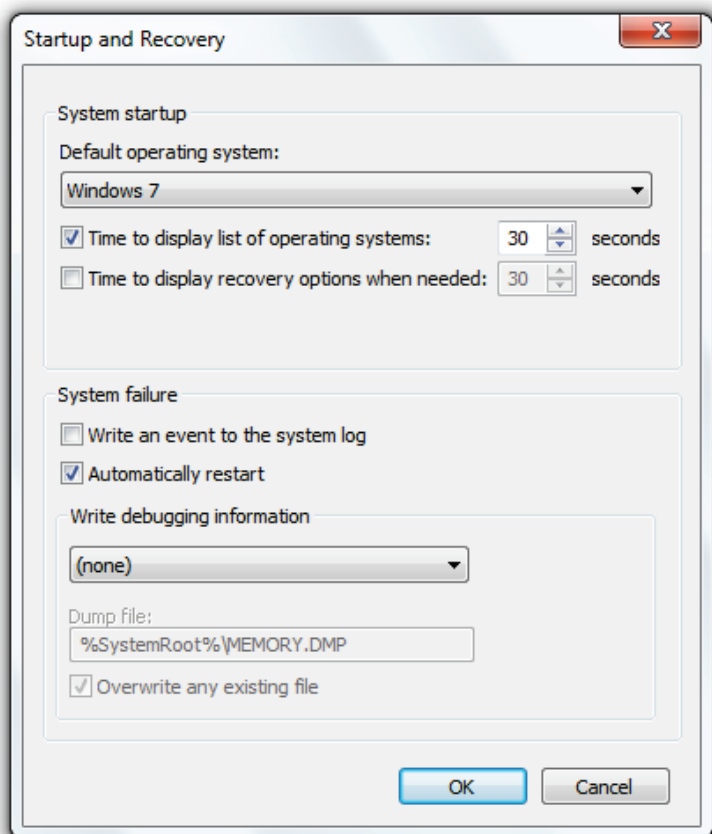 Startup and Recovery
System startup
Default operating system:
Windows 7
Time to display list of operating systems: 30 seconds
Time to display recovery options when needed: 30 seconds
System failure
Write an event to the system log
Automatically restart
Write debugging information
(none)
Dump file:
%SystemRoot%\MEMORY.DMP
Overwrite any existing file
OK Cancel